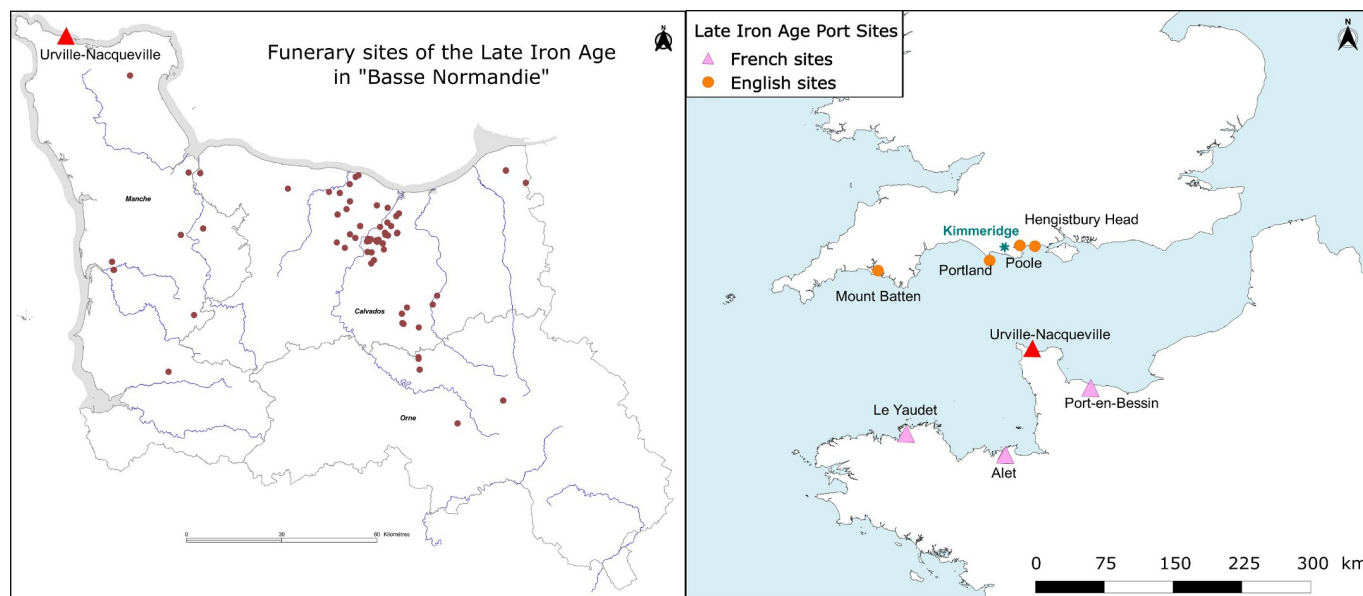 N
Urville-Nacqueville
Funerary sites of the Late Iron Age
in "Basse Normandie"
Manche
Calvados
Orne
0 30 60 Kilomètres
Late Iron Age Port Sites
French sites
English sites
N
Hengistbury Head
Kimmeridge
Portland
Poole
Mount Batten
Urville-Nacqueville
Port-en-Bessin
Le Yaudet
Alet
0 75 150 225 300 km